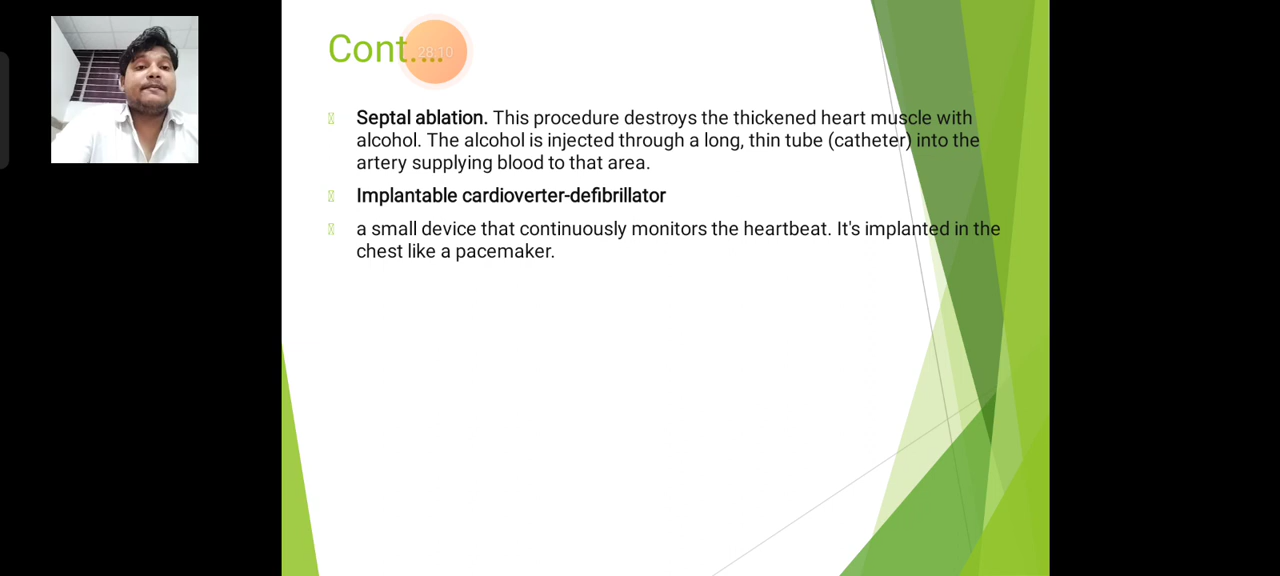 Cont.…
28:10
Septal ablation. This procedure destroys the thickened heart muscle with
alcohol. The alcohol is injected through a long, thin tube (catheter) into the
artery supplying blood to that area.
Implantable cardioverter-defibrillator
a small device that continuously monitors the heartbeat. It's implanted in the
chest like a pacemaker.